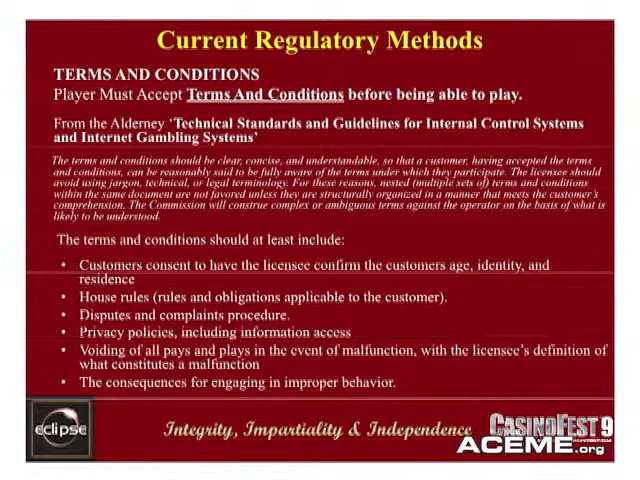 Current Regulatory Methods
TERMS AND CONDITIONS
Player Must Accept Terms And Conditions before being able to play.
From the Alderney ‘Technical Standards and Guidelines for Internal Control Systems
and Internet Gambling Systems’
The terms and conditions should be clear, concise, and understandable, so that a customer, having accepted the terms
and conditions, can be reasonably said to be fully aware of the terms under which they participate. The licensee should
avoid using jargon, technical, or legal terminology. For these reasons, nested (multiple sets of) terms and conditions
within the same document are not favored unless they are structurally organized in a manner that meets the customer’s
comprehension. The Commission will construe complex or ambiguous terms against the operator on the basis of what is
likely to be understood.
The terms and conditions should at least include:
• Customers consent to have the licensee confirm the customers age, identity, and
residence
• House rules (rules and obligations applicable to the customer).
• Disputes and complaints procedure.
• Privacy policies, including information access
• Voiding of all pays and plays in the event of malfunction, with the licensee’s definition of
what constitutes a malfunction
• The consequences for engaging in improper behavior.
eclipse
Integrity, Impartiality & Independence
CASINOFEST 9
ACEME.org